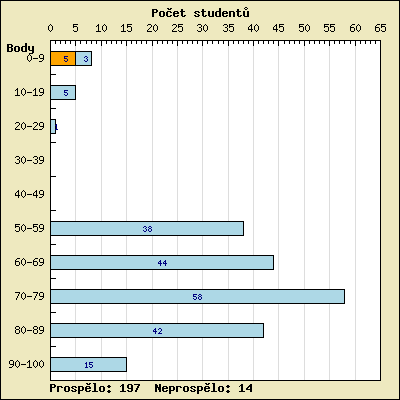 Počet studentů
0 5 10 15 20 25 30 35 40 45 50 55 60 65
Body
0-9 5 3
10-19 5
20-29 1
30-39
40-49
50-59 38
60-69 44
70-79 58
80-89 42
90-100 15
Prospělo: 197 Neprospělo: 14